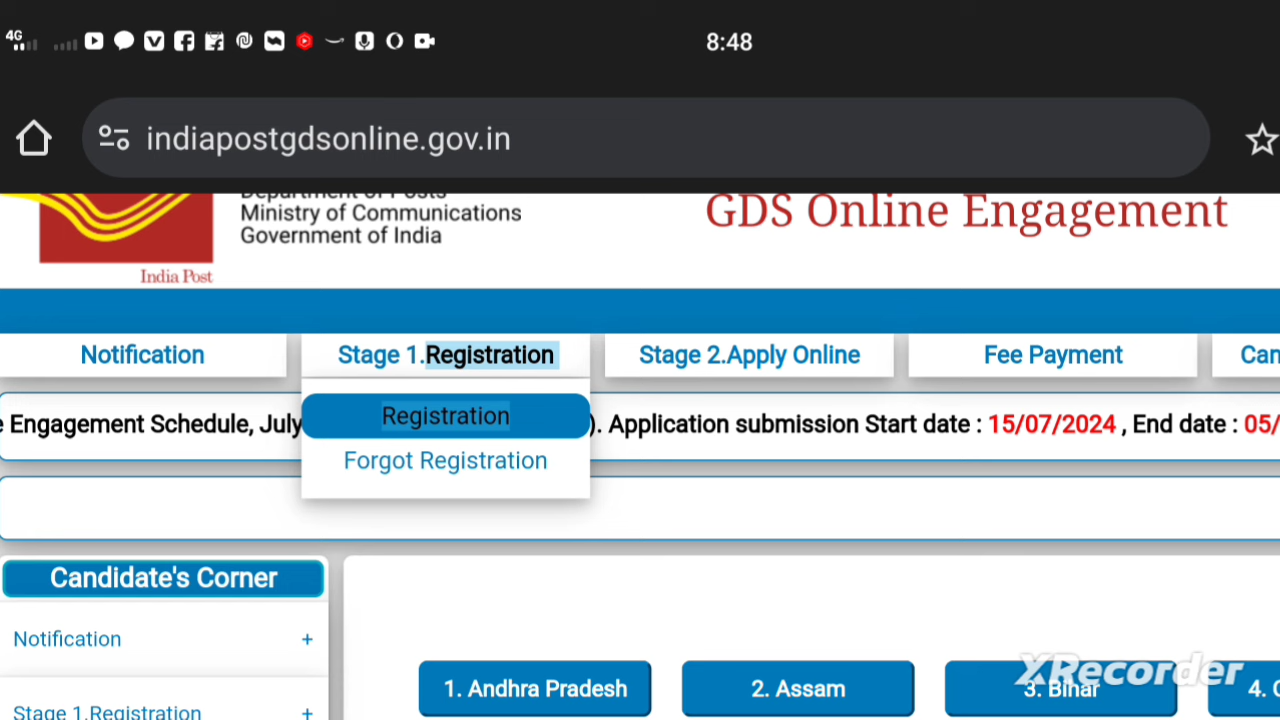 4G
8:48
indiapostgdsonline.gov.in
Department of Posts
Ministry of Communications
Government of India
GDS Online Engagement
India Post
Notification
Stage 1.Registration
Stage 2.Apply Online
Fee Payment
Can
Registration
Forgot Registration
e Engagement Schedule, July
). Application submission Start date : 15/07/2024 , End date : 05/
Candidate's Corner
Notification +
Stage 1.Registration +
1. Andhra Pradesh
2. Assam
3. Bihar
4. C
XRecorder